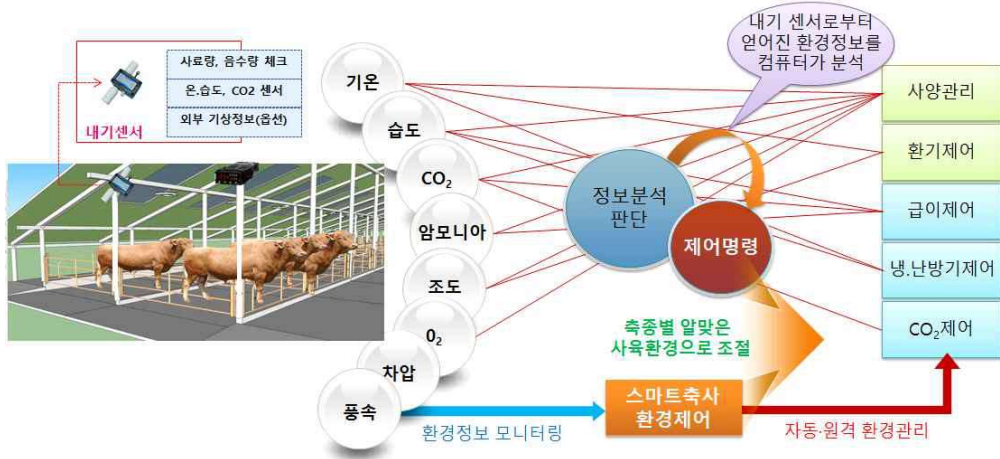 사료량, 음수량 체크
온.습도, CO2 센서
외부 기상정보(옵션)
내기센서
기온
습도
CO₂
암모니아
조도
0₂
차압
풍속
내기 센서로부터
얻어진 환경정보를
컴퓨터가 분석
정보분석
판단
제어명령
축종별 알맞은
사육환경으로 조절
스마트축사
환경제어
환경정보 모니터링
자동·원격 환경관리
사양관리
환기제어
급이제어
냉.난방기제어
CO₂제어